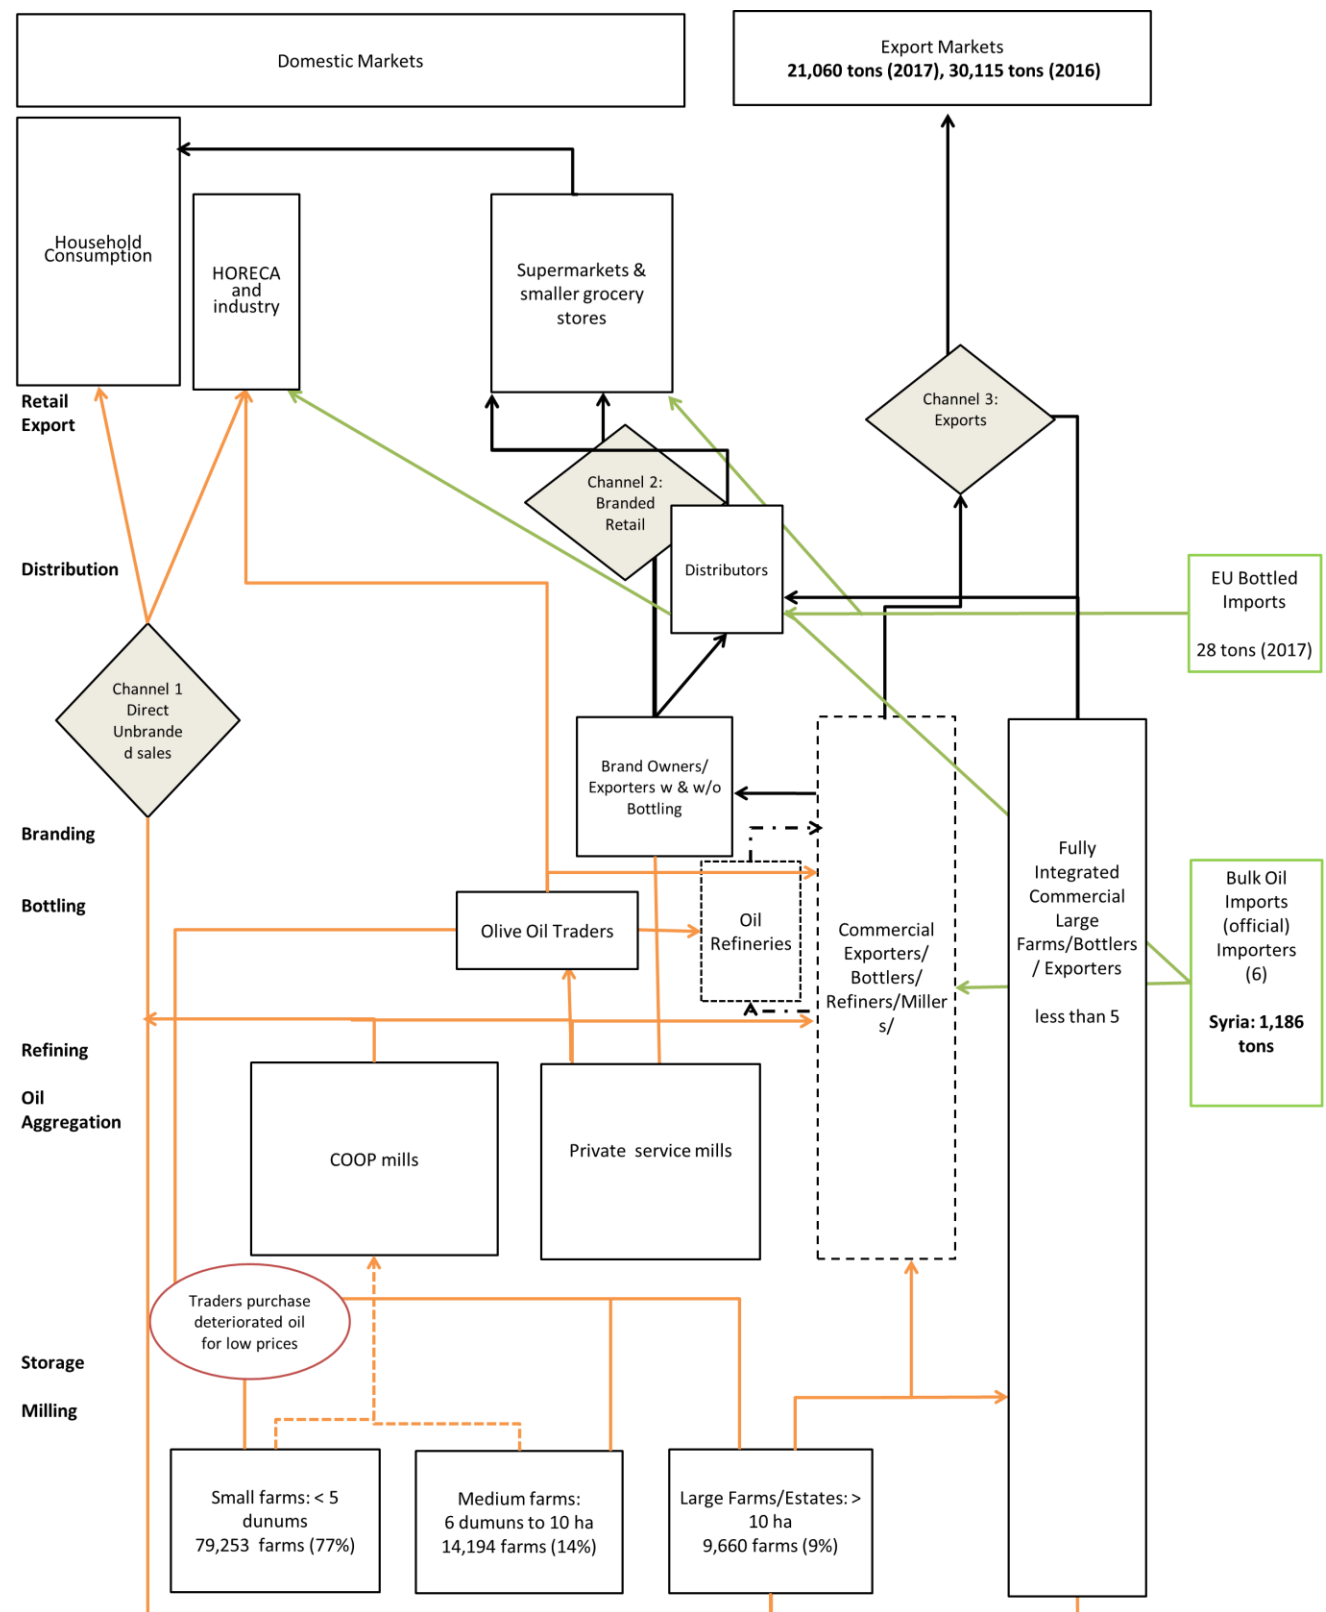 Domestic Markets
Export Markets
21,060 tons (2017), 30,115 tons (2016)
Household
Consumption
HORECA
and
industry
Supermarkets &
smaller grocery
stores
Retail
Export
Channel 3:
Exports
Channel 2:
Branded
Retail
Distribution
Distributors
EU Bottled
Imports
28 tons (2017)
Channel 1
Direct
Unbrande
d sales
Brand Owners/
Exporters w & w/o
Bottling
Branding
Bottling
Olive Oil Traders
Oil
Refineries
Commercial
Exporters/
Bottlers/
Refiners/Miller
s/
Fully
Integrated
Commercial
Large
Farms/Bottlers
/ Exporters
less than 5
Bulk Oil
Imports
(official)
Importers
(6)
Syria: 1,186
tons
Refining
Oil
Aggregation
COOP mills
Private service mills
Traders purchase
deteriorated oil
for low prices
Storage
Milling
Small farms: < 5
dunums
79,253 farms (77%)
Medium farms:
6 dumuns to 10 ha
14,194 farms (14%)
Large Farms/Estates: >
10 ha
9,660 farms (9%)